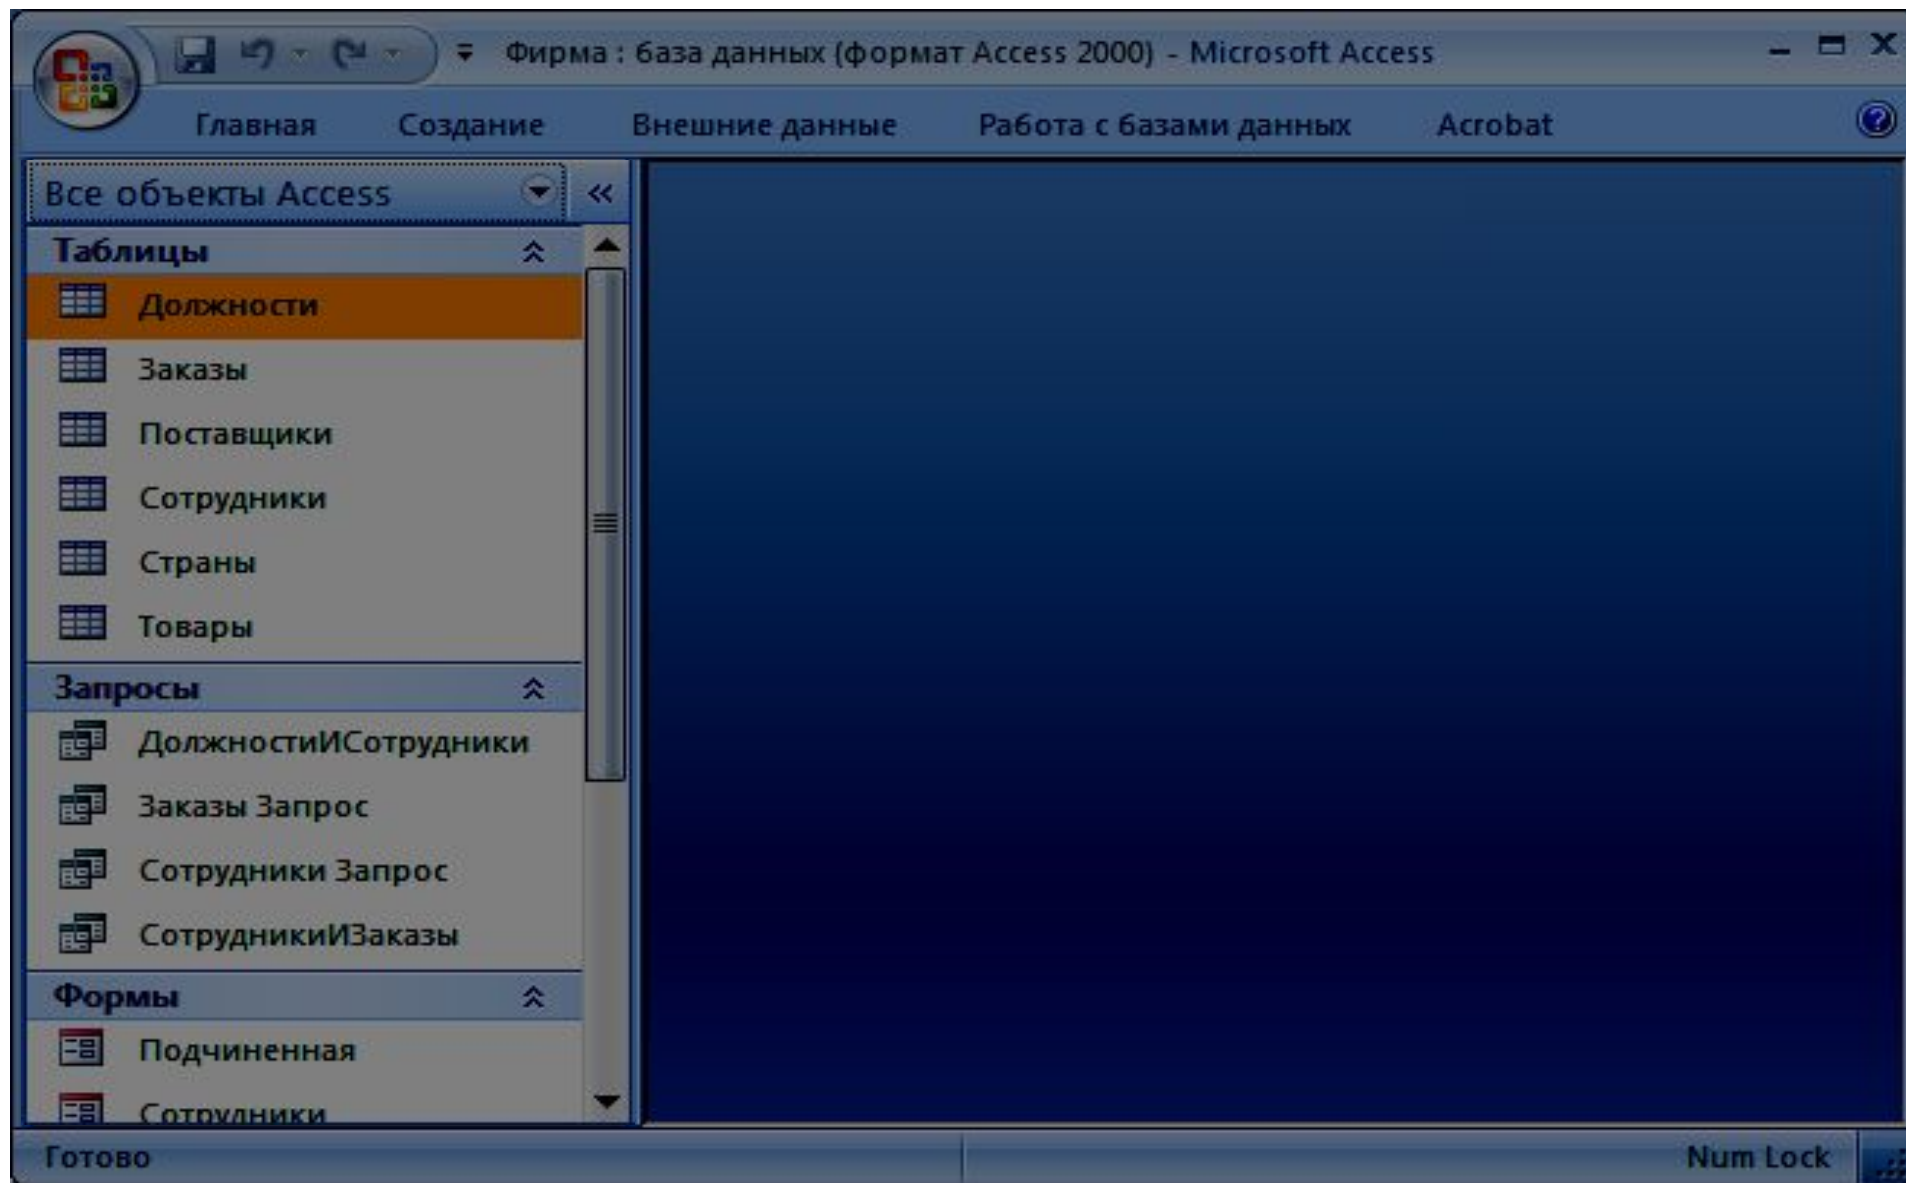 Фирма : база данных (формат Access 2000) - Microsoft Access
Главная Создание Внешние данные Работа с базами данных Acrobat
Все объекты Access
Таблицы
Должности
Заказы
Поставщики
Сотрудники
Страны
Товары
Запросы
ДолжностиИСотрудники
Заказы Запрос
Сотрудники Запрос
СотрудникиИЗаказы
Формы
Подчиненная
Сотрудники
Готово Num Lock